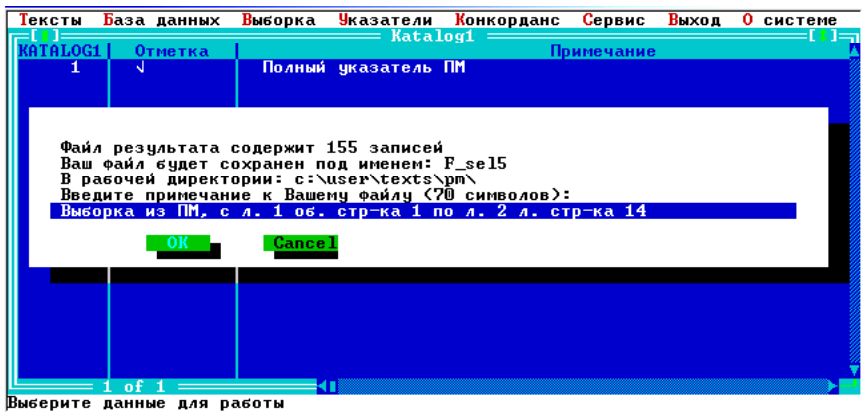 Тексты База данных Выборка Указатели Конкорданс Сервис Выход О системе
Katalog1
KATALOG1 Отметка Примечание
1 √ Полный указатель ПМ
Файл результата содержит 155 записей
Ваш файл будет сохранен под именем: F_sel5
В рабочей директории: c:\user\texts\pm\
Введите примечание к Вашему файлу (70 символов):
Выборка из ПМ, с л. 1 об. стр-ка 1 по л. 2 л. стр-ка 14
OK Cancel
1 of 1
Выберите данные для работы